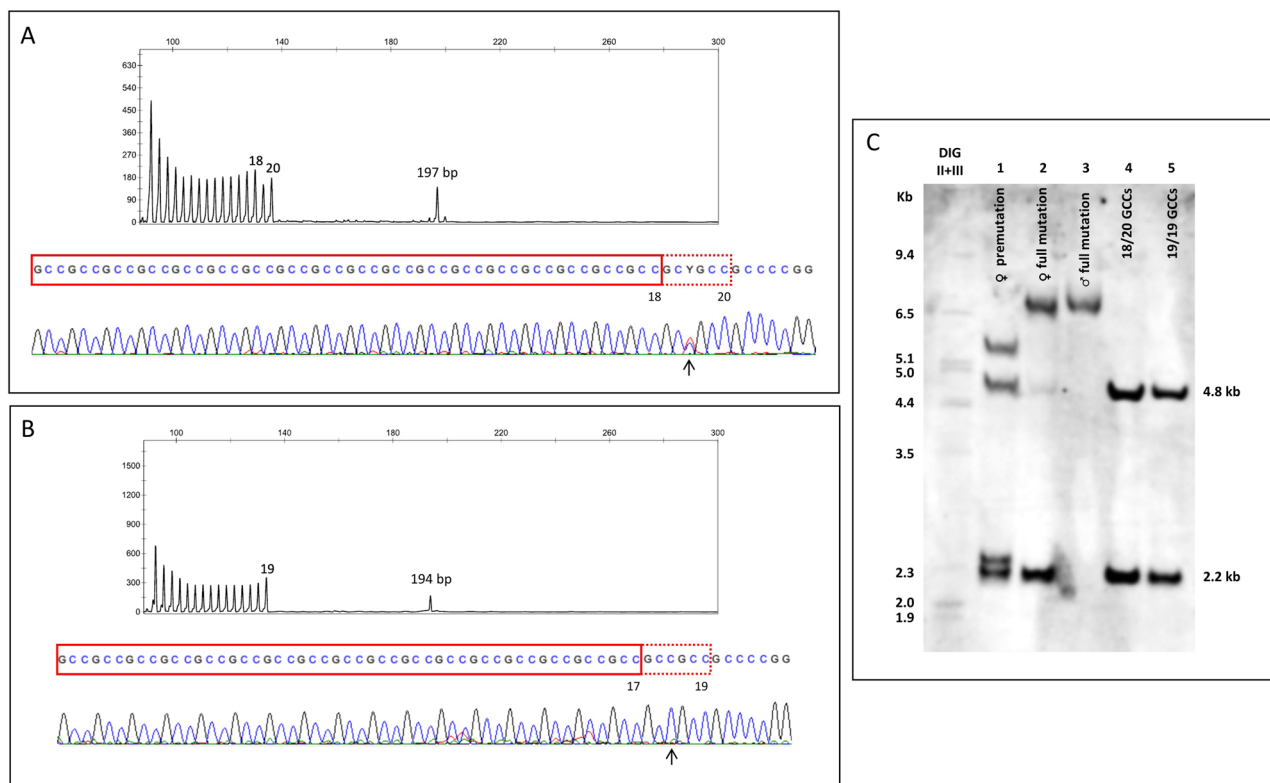 A
100 140 180 220 260 300
630
540
450
360
270
180
90
0
18
20
197 bp
GCCGCCGCCGCCGCCGCCGCCGCCGCCGCCGCCGCCGCCGCCGCCGCCGCCGCCGCYGCCGCCCCGG
18 20
B
100 140 180 220 260 300
1500
1200
900
600
300
0
19
194 bp
GCCGCCGCCGCCGCCGCCGCCGCCGCCGCCGCCGCCGCCGCCGCCGCCGCCGCCGCCGCCCCGG
17 19
C
DIG
II+III
1 2 3 4 5
Kb
♀ premutation
♀ full mutation
♂ full mutation
18/20 GCCs
19/19 GCCs
9.4
6.5
5.1
5.0
4.4
3.5
2.3
2.0
1.9
4.8 kb
2.2 kb